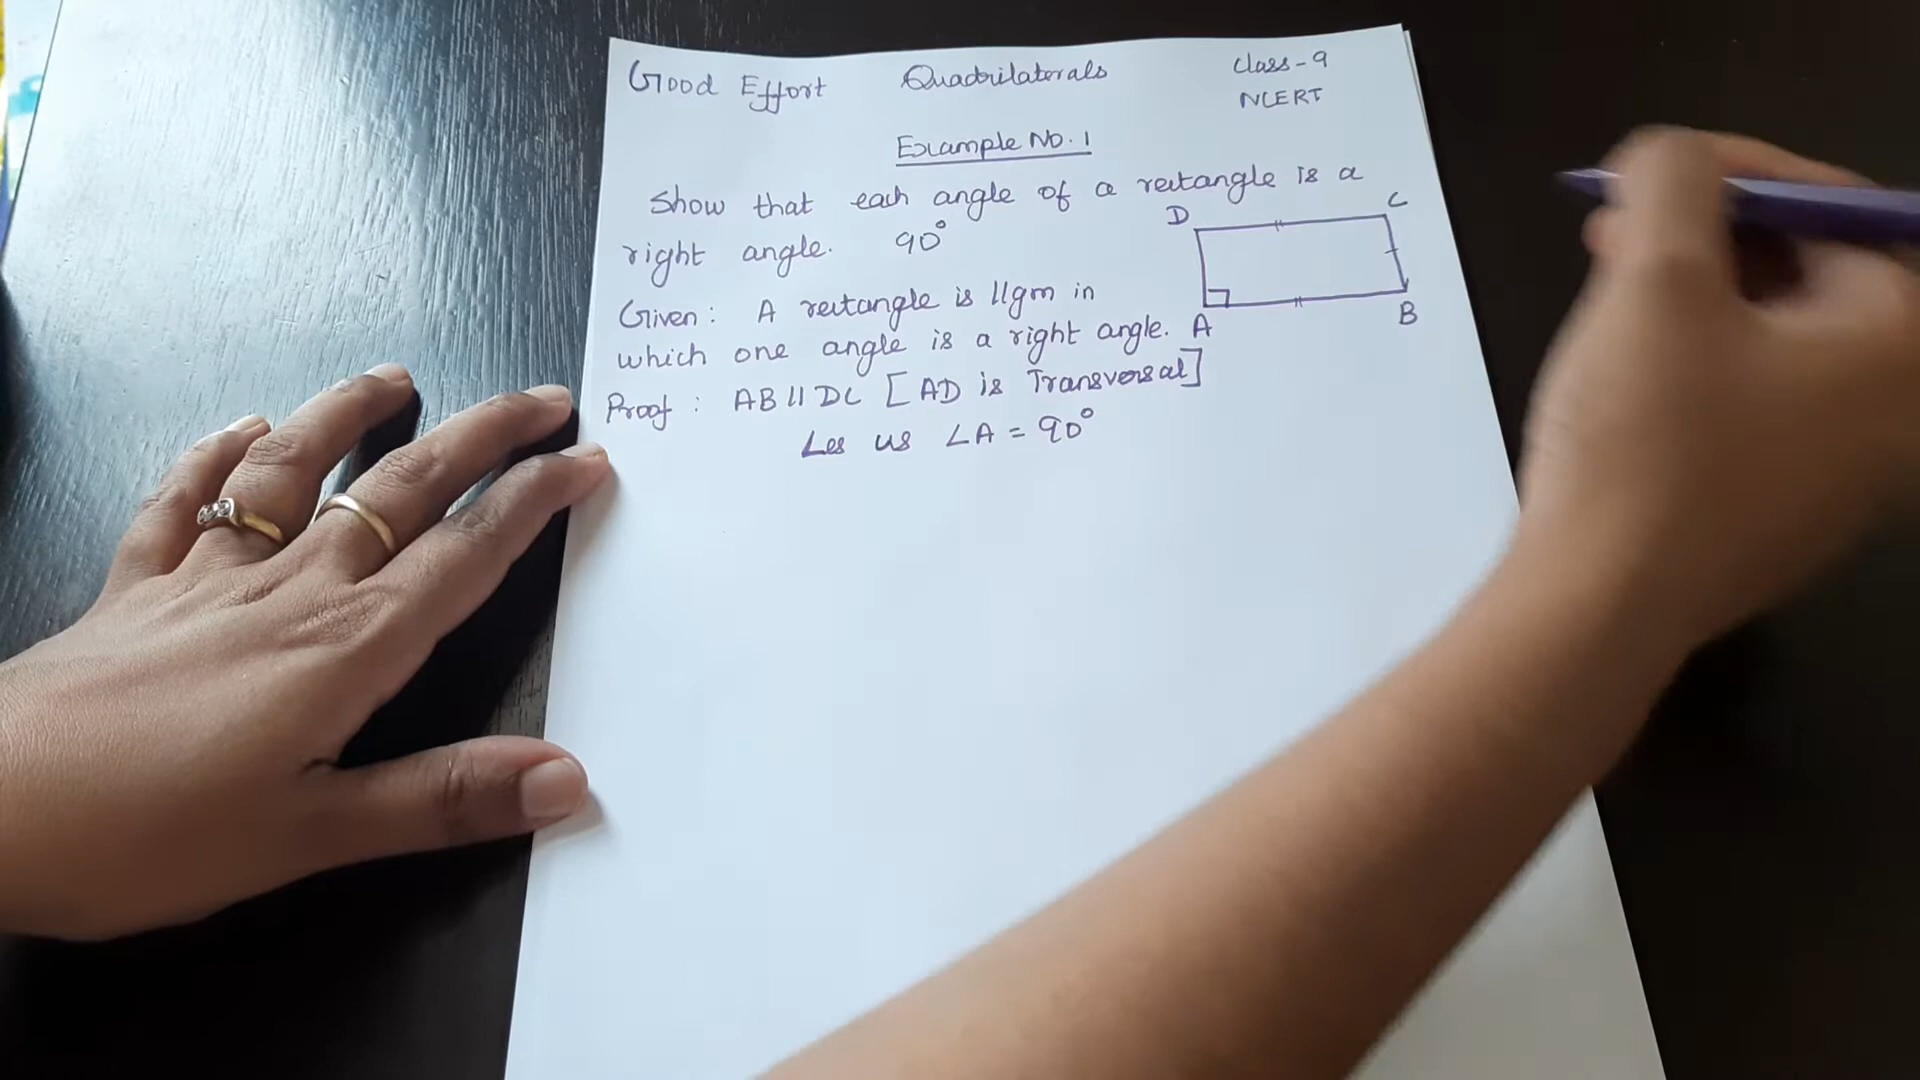 Good Effort Quadrilaterals Class-9
NCERT
Example No. 1
Show that each angle of a rectangle is a
right angle. 90°
D C
A B
Given: A rectangle is llgm in
which one angle is a right angle.
Proof: AB ll DC [AD is Transversal]
Les us ∠A = 90°